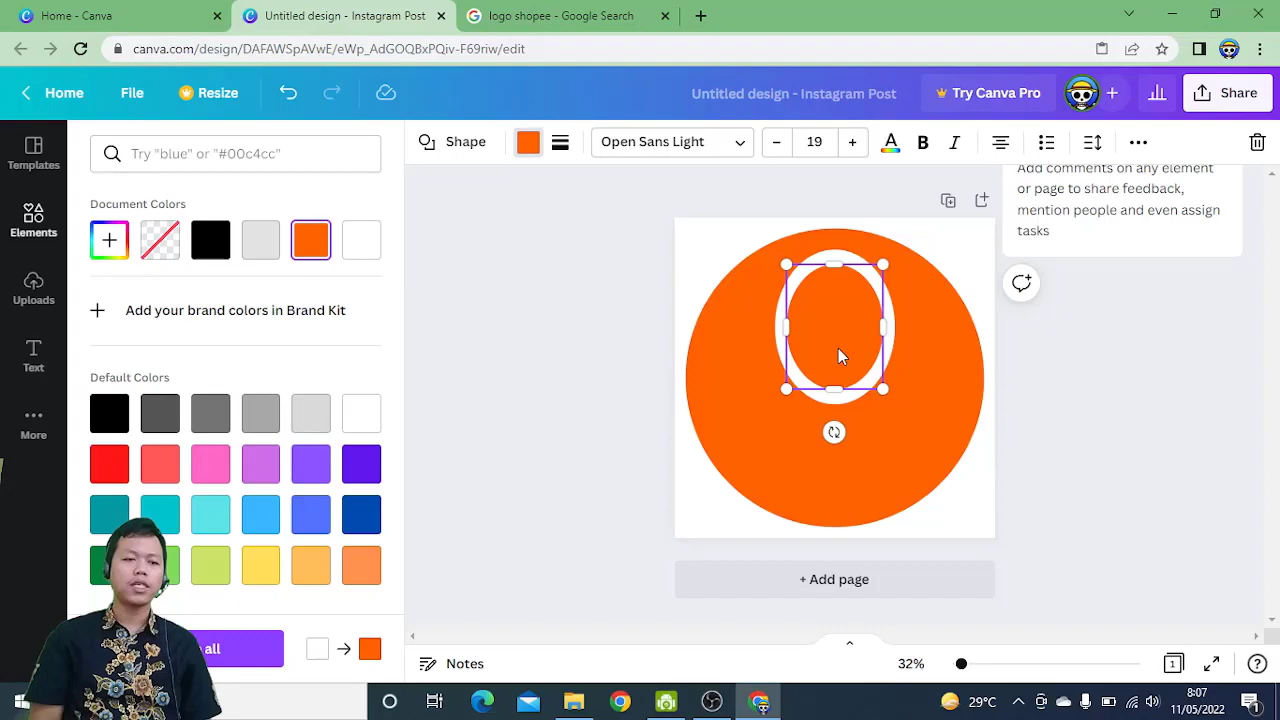 Home - Canva
Untitled design - Instagram Post
logo shopee - Google Search
canva.com/design/DAFAWSpAVwE/eWp_AdGOQBxPQiv-F69riw/edit
Home
File
Resize
Untitled design - Instagram Post
Try Canva Pro
Share
Templates
Elements
Uploads
Text
More
Try "blue" or "#00c4cc"
Shape
Open Sans Light
19
A
B
I
Document Colors
Add your brand colors in Brand Kit
Default Colors
all
Add comments on any element
or page to share feedback,
mention people and even assign
tasks
+ Add page
Notes
32%
1
29°C
8:07
11/05/2022
1